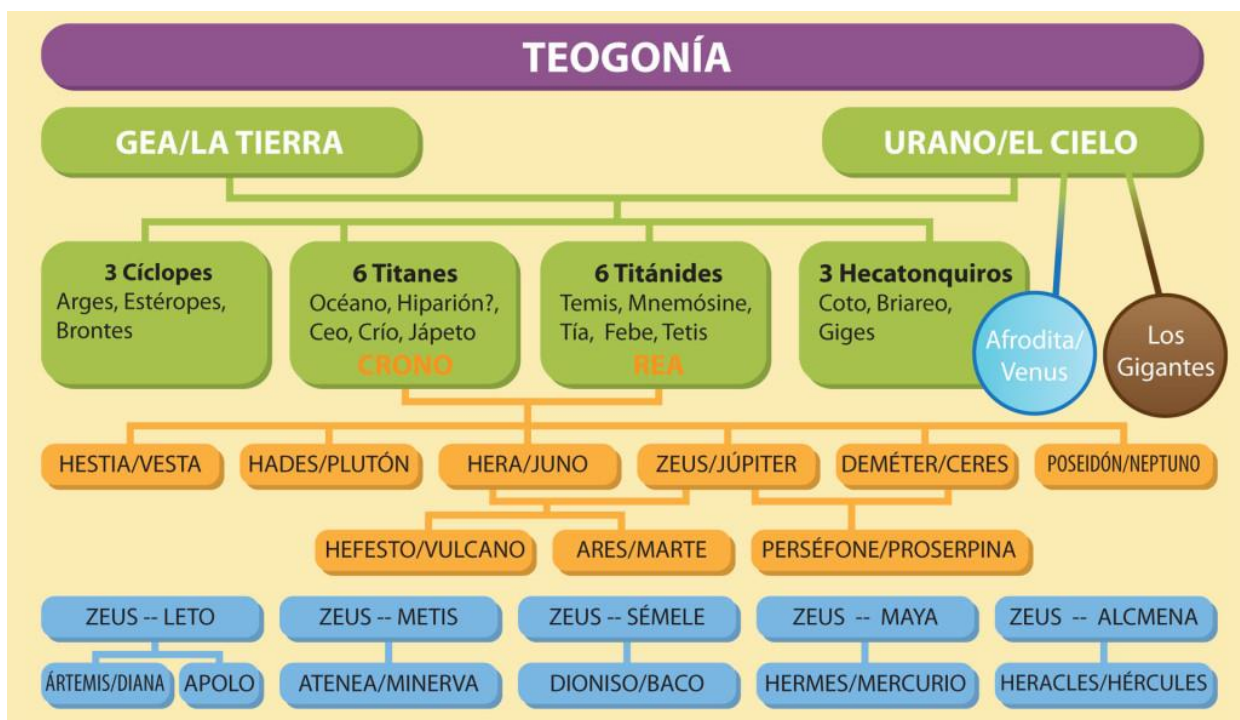 TEOGONÍA
GEA/LA TIERRA
URANO/EL CIELO
3 Cíclopes
Arges, Estéropes,
Brontes
6 Titanes
Océano, Hiparión?,
Ceo, Crío, Jápeto
CRONO
6 Titánides
Temis, Mnemósine,
Tía, Febe, Tetis
REA
3 Hecatonquiros
Coto, Briareo,
Giges
Afrodita/
Venus
Los
Gigantes
HESTIA/VESTA
HADES/PLUTÓN
HERA/JUNO
ZEUS/JÚPITER
DEMÉTER/CERES
POSEIDÓN/NEPTUNO
HEFESTO/VULCANO
ARES/MARTE
PERSÉFONE/PROSERPINA
ZEUS -- LETO
ZEUS -- METIS
ZEUS -- SÉMELE
ZEUS -- MAYA
ZEUS -- ALCMENA
ÁRTEMIS/DIANA
APOLO
ATENEA/MINERVA
DIONISO/BACO
HERMES/MERCURIO
HERACLES/HÉRCULES